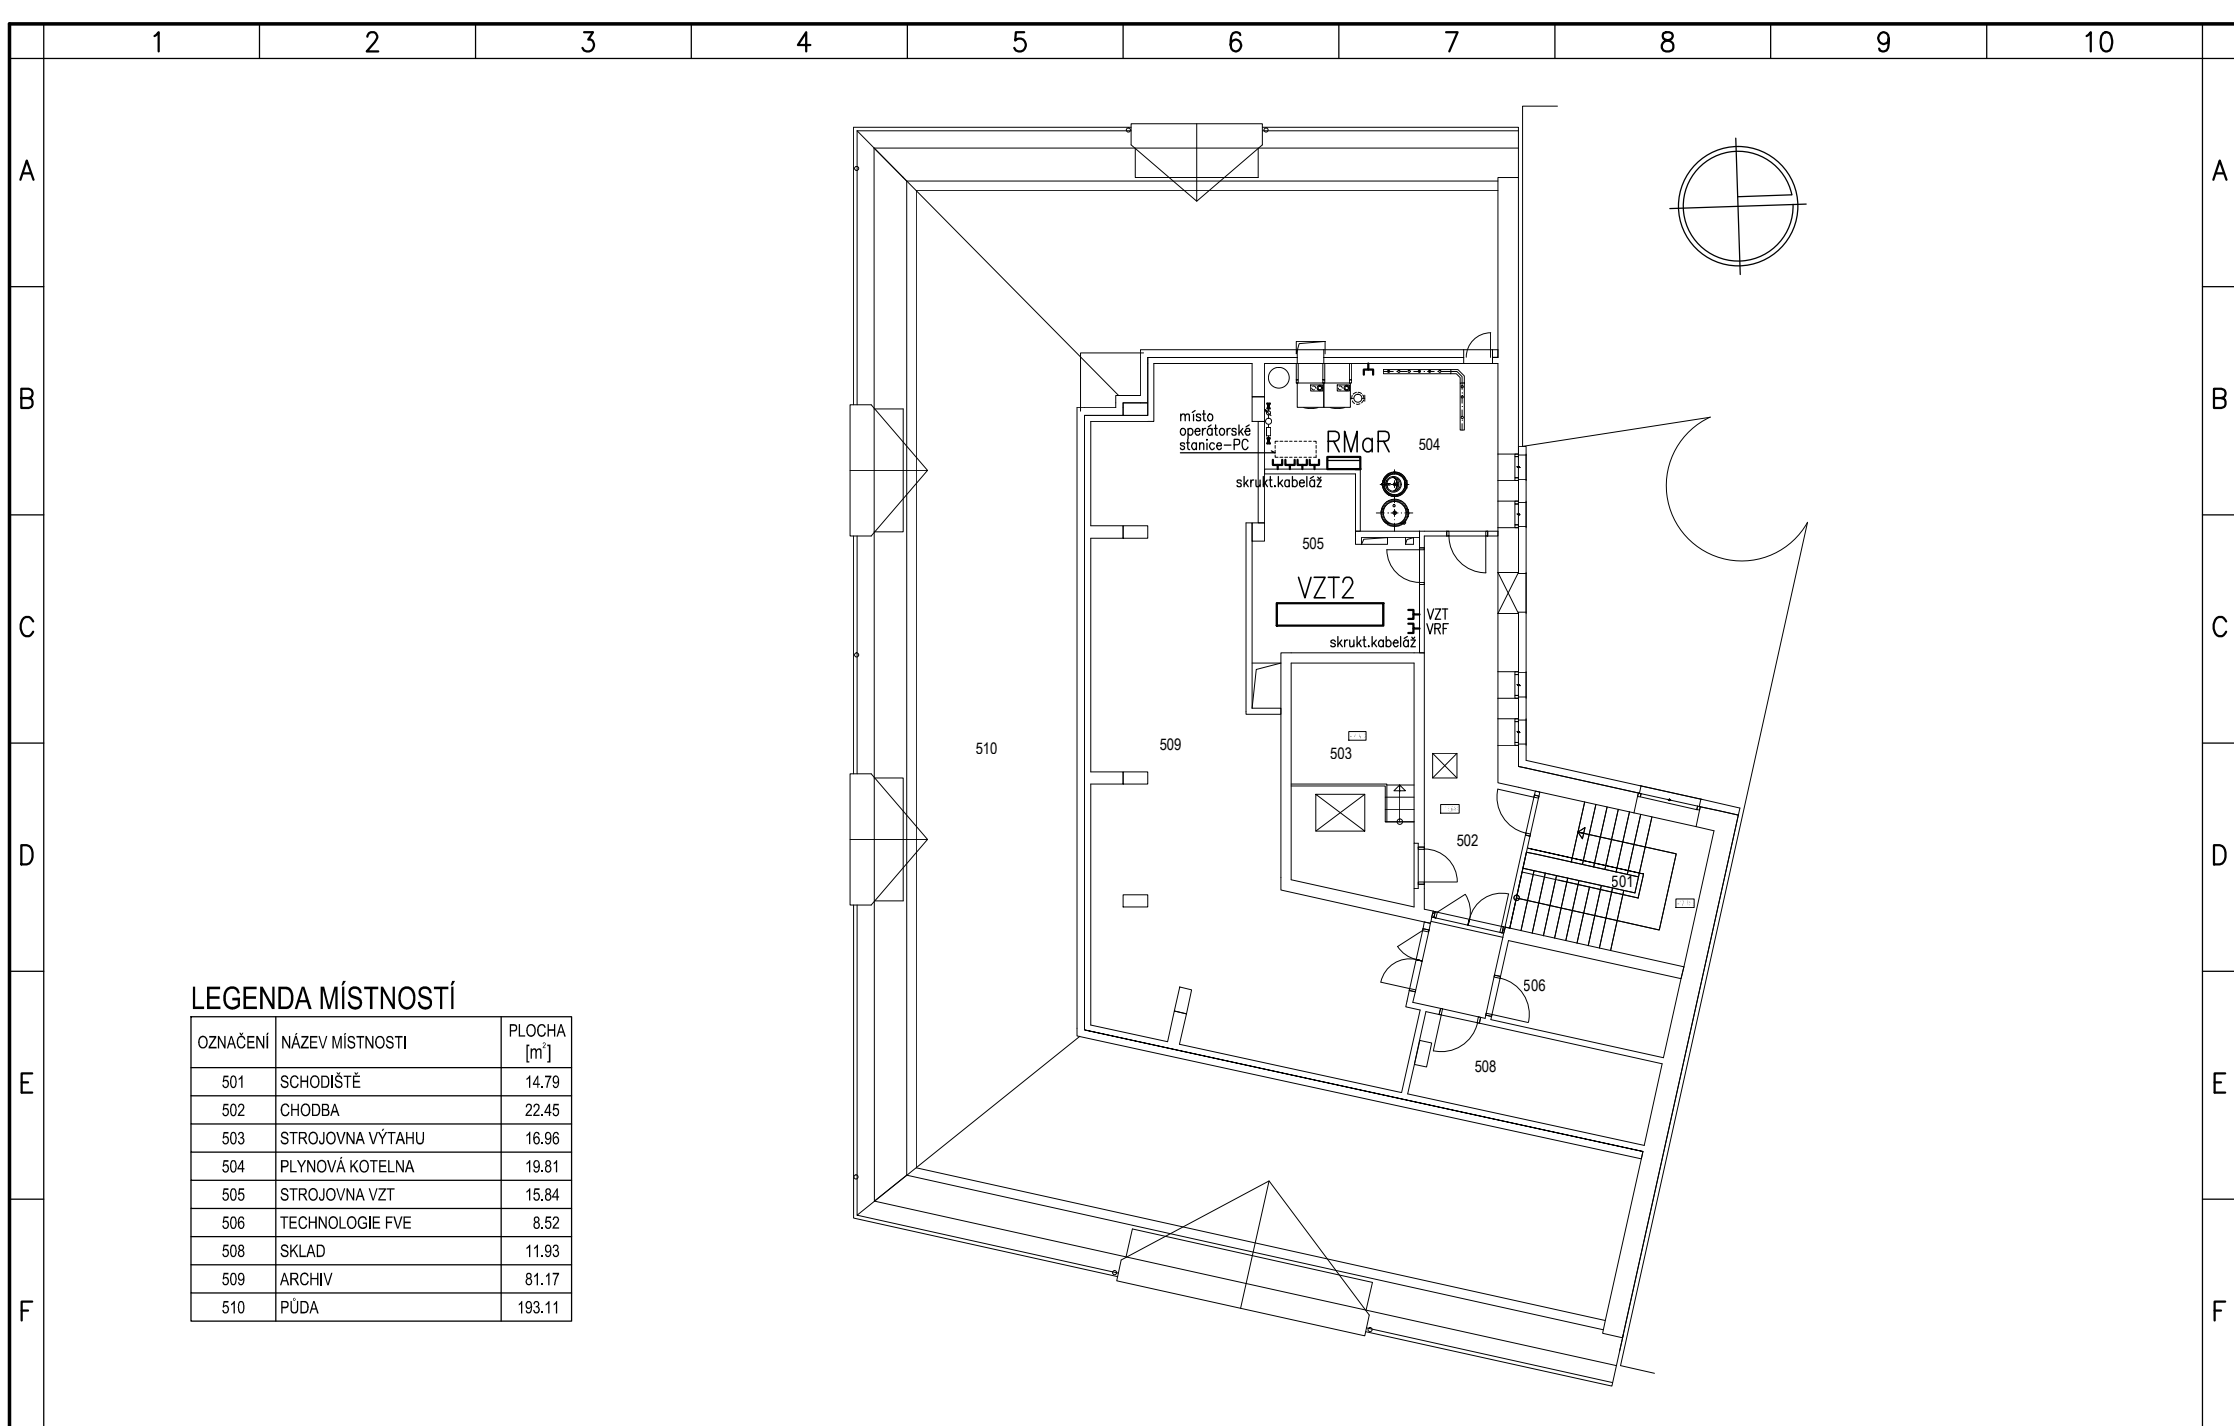 1 2 3 4 5 6 7 8 9 10
A A
B B
místo
operátorské
stanice-PC
RMaR
504
skrukt.kabeláž
505
VZT2
VZT
VRF
skrukt.kabeláž
C C
510
509
503
502
501
D D
506
508
LEGENDA MÍSTNOSTÍ
OZNAČENÍ NÁZEV MÍSTNOSTI PLOCHA
[m²]
501 SCHODIŠTĚ 14.79
502 CHODBA 22.45
503 STROJOVNA VÝTAHU 16.96
504 PLYNOVÁ KOTELNA 19.81
505 STROJOVNA VZT 15.84
506 TECHNOLOGIE FVE 8.52
508 SKLAD 11.93
509 ARCHIV 81.17
510 PŮDA 193.11
E E
F F